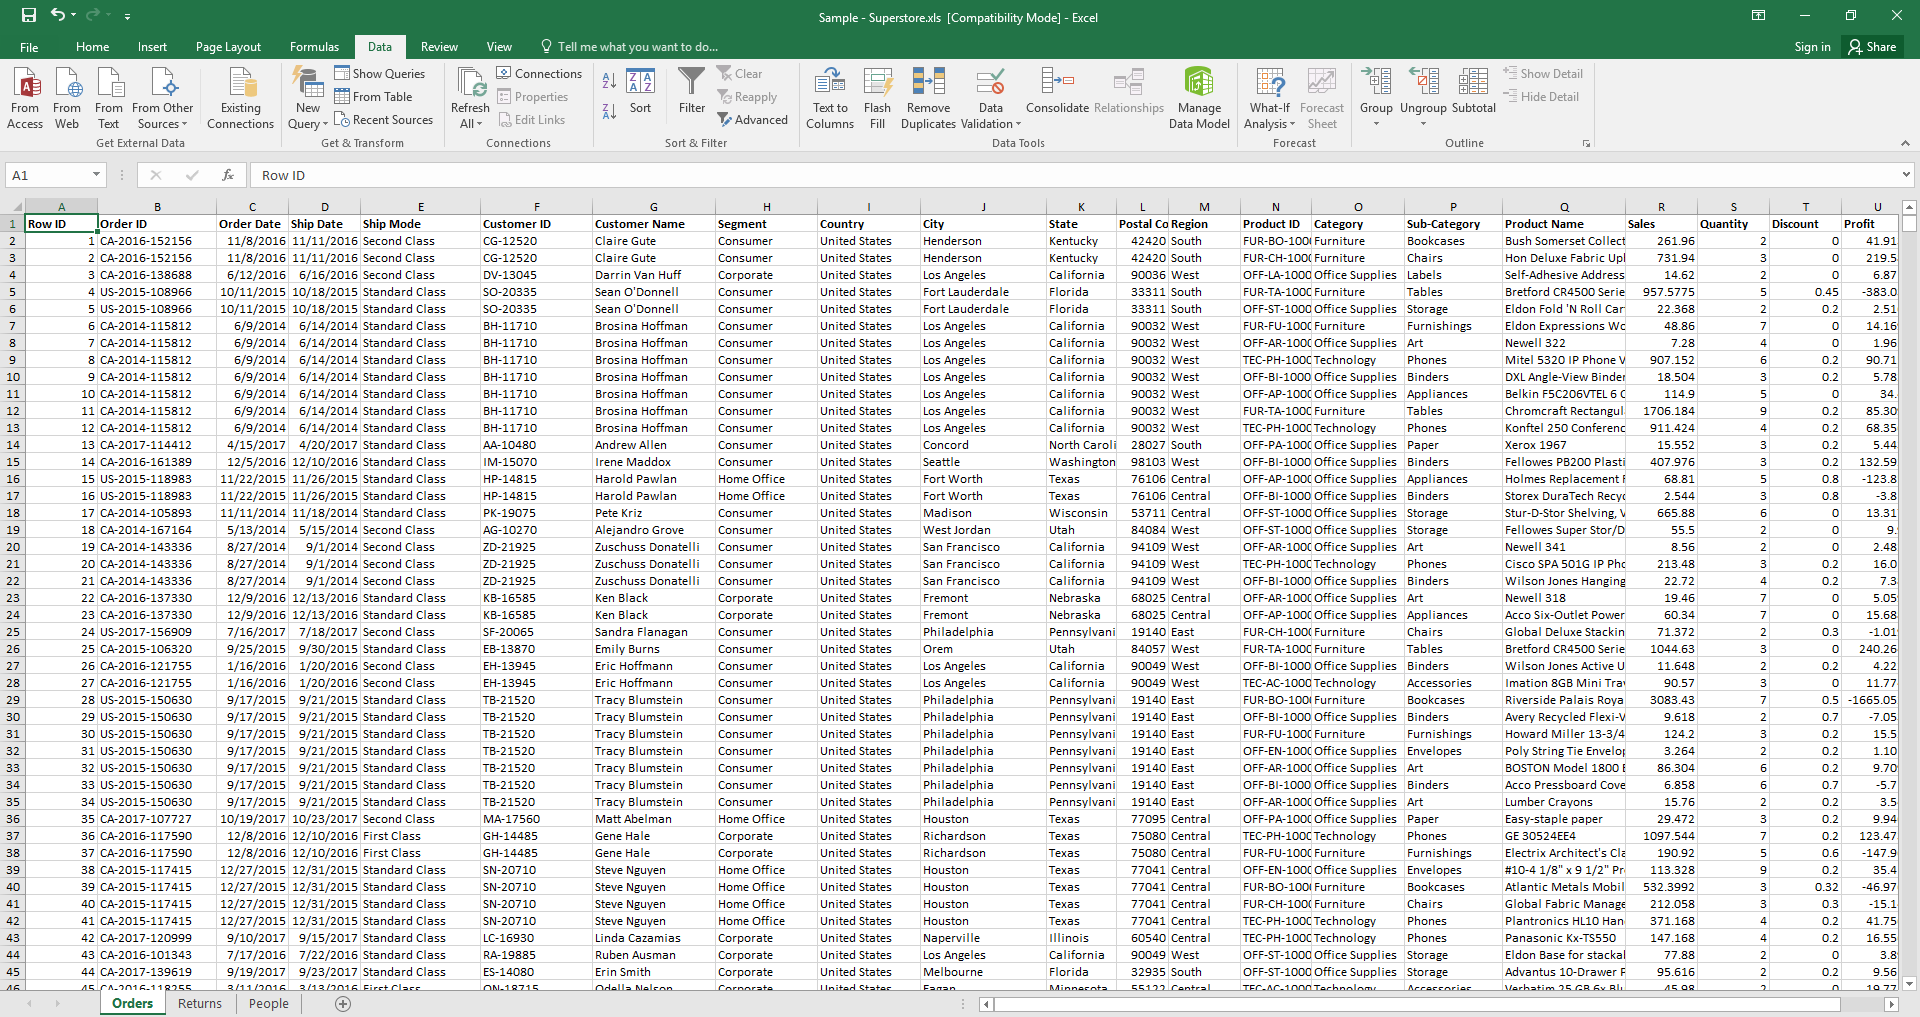 Sample - Superstore.xls [Compatibility Mode] - Excel
File Home Insert Page Layout Formulas Data Review View Tell me what you want to do... Sign in Share
From Access From Web From Text From Other Sources Existing Connections New Query Show Queries From Table Recent Sources Refresh All Connections Properties Edit Links Sort Filter Clear Reapply Advanced Text to Columns Flash Fill Remove Duplicates Data Validation Consolidate Relationships Manage Data Model What-If Analysis Forecast Sheet Group Ungroup Subtotal Show Detail Hide Detail
Get External Data Get & Transform Connections Sort & Filter Data Tools Forecast Outline
A1 fx Row ID
A B C D E F G H I J K L M N O P Q R S T U
1 Row ID Order ID Order Date Ship Date Ship Mode Customer ID Customer Name Segment Country City State Postal Co Region Product ID Category Sub-Category Product Name Sales Quantity Discount Profit
2 1 CA-2016-152156 11/8/2016 11/11/2016 Second Class CG-12520 Claire Gute Consumer United States Henderson Kentucky 42420 South FUR-BO-100 Furniture Bookcases Bush Somerset Collect 261.96 2 0 41.91
3 2 CA-2016-152156 11/8/2016 11/11/2016 Second Class CG-12520 Claire Gute Consumer United States Henderson Kentucky 42420 South FUR-CH-100 Furniture Chairs Hon Deluxe Fabric Upl 731.94 3 0 219.5
4 3 CA-2016-138688 6/12/2016 6/16/2016 Second Class DV-13045 Darrin Van Huff Corporate United States Los Angeles California 90036 West OFF-LA-1000 Office Supplies Labels Self-Adhesive Address 14.62 2 0 6.87
5 4 US-2015-108966 10/11/2015 10/18/2015 Standard Class SO-20335 Sean O'Donnell Consumer United States Fort Lauderdale Florida 33311 South FUR-TA-1000 Furniture Tables Bretford CR4500 Serie 957.5775 5 0.45 -383.0
6 5 US-2015-108966 10/11/2015 10/18/2015 Standard Class SO-20335 Sean O'Donnell Consumer United States Fort Lauderdale Florida 33311 South OFF-ST-1000 Office Supplies Storage Eldon Fold 'N Roll Car 22.368 2 0.2 2.51
7 6 CA-2014-115812 6/9/2014 6/14/2014 Standard Class BH-11710 Brosina Hoffman Consumer United States Los Angeles California 90032 West FUR-FU-1000 Furniture Furnishings Eldon Expressions Wo 48.86 7 0 14.16
8 7 CA-2014-115812 6/9/2014 6/14/2014 Standard Class BH-11710 Brosina Hoffman Consumer United States Los Angeles California 90032 West OFF-AR-1000 Office Supplies Art Newell 322 7.28 4 0 1.96
9 8 CA-2014-115812 6/9/2014 6/14/2014 Standard Class BH-11710 Brosina Hoffman Consumer United States Los Angeles California 90032 West TEC-PH-1000 Technology Phones Mitel 5320 IP Phone V 907.152 6 0.2 90.71
10 9 CA-2014-115812 6/9/2014 6/14/2014 Standard Class BH-11710 Brosina Hoffman Consumer United States Los Angeles California 90032 West OFF-BI-1000 Office Supplies Binders DXL Angle-View Binder 18.504 3 0.2 5.78
11 10 CA-2014-115812 6/9/2014 6/14/2014 Standard Class BH-11710 Brosina Hoffman Consumer United States Los Angeles California 90032 West OFF-AP-1000 Office Supplies Appliances Belkin F5C206VTEL 6 O 114.9 5 0 34.
12 11 CA-2014-115812 6/9/2014 6/14/2014 Standard Class BH-11710 Brosina Hoffman Consumer United States Los Angeles California 90032 West FUR-TA-1000 Furniture Tables Chromcraft Rectangul 1706.184 9 0.2 85.30
13 12 CA-2014-115812 6/9/2014 6/14/2014 Standard Class BH-11710 Brosina Hoffman Consumer United States Los Angeles California 90032 West TEC-PH-1000 Technology Phones Konftel 250 Conferenc 911.424 4 0.2 68.35
14 13 CA-2017-114412 4/15/2017 4/20/2017 Standard Class AA-10480 Andrew Allen Consumer United States Concord North Caroli 28027 South OFF-PA-1000 Office Supplies Paper Xerox 1967 15.552 3 0.2 5.44
15 14 CA-2016-161389 12/5/2016 12/10/2016 Standard Class IM-15070 Irene Maddox Consumer United States Seattle Washington 98103 West OFF-BI-1000 Office Supplies Binders Fellowes PB200 Plasti 407.976 3 0.2 132.59
16 15 US-2015-118983 11/22/2015 11/26/2015 Standard Class HP-14815 Harold Pawlan Home Office United States Fort Worth Texas 76106 Central OFF-AP-1000 Office Supplies Appliances Holmes Replacement F 68.81 5 0.8 -123.8
17 16 US-2015-118983 11/22/2015 11/26/2015 Standard Class HP-14815 Harold Pawlan Home Office United States Fort Worth Texas 76106 Central OFF-BI-1000 Office Supplies Binders Storex DuraTech Recyc 2.544 3 0.8 -3.8
18 17 CA-2014-105893 11/11/2014 11/18/2014 Standard Class PK-19075 Pete Kriz Consumer United States Madison Wisconsin 53711 Central OFF-ST-1000 Office Supplies Storage Stur-D-Stor Shelving, V 665.88 6 0 13.31
19 18 CA-2014-167164 5/13/2014 5/15/2014 Second Class AG-10270 Alejandro Grove Consumer United States West Jordan Utah 84084 West OFF-ST-1000 Office Supplies Storage Fellowes Super Stor/D 55.5 2 0 9.
20 19 CA-2014-143336 8/27/2014 9/1/2014 Second Class ZD-21925 Zuschuss Donatelli Consumer United States San Francisco California 94109 West OFF-AR-1000 Office Supplies Art Newell 341 8.56 2 0 2.48
21 20 CA-2014-143336 8/27/2014 9/1/2014 Second Class ZD-21925 Zuschuss Donatelli Consumer United States San Francisco California 94109 West TEC-PH-1000 Technology Phones Cisco SPA 501G IP Pho 213.48 3 0.2 16.0
22 21 CA-2014-143336 8/27/2014 9/1/2014 Second Class ZD-21925 Zuschuss Donatelli Consumer United States San Francisco California 94109 West OFF-BI-1000 Office Supplies Binders Wilson Jones Hanging 22.72 4 0.2 7.3
23 22 CA-2016-137330 12/9/2016 12/13/2016 Standard Class KB-16585 Ken Black Corporate United States Fremont Nebraska 68025 Central OFF-AR-1000 Office Supplies Art Newell 318 19.46 7 0 5.05
24 23 CA-2016-137330 12/9/2016 12/13/2016 Standard Class KB-16585 Ken Black Corporate United States Fremont Nebraska 68025 Central OFF-AP-1000 Office Supplies Appliances Acco Six-Outlet Power 60.34 7 0 15.68
25 24 US-2017-156909 7/16/2017 7/18/2017 Second Class SF-20065 Sandra Flanagan Consumer United States Philadelphia Pennsylvani 19140 East FUR-CH-100 Furniture Chairs Global Deluxe Stackin 71.372 2 0.3 -1.01
26 25 CA-2015-106320 9/25/2015 9/30/2015 Standard Class EB-13870 Emily Burns Consumer United States Orem Utah 84057 West FUR-TA-1000 Furniture Tables Bretford CR4500 Serie 1044.63 3 0 240.26
27 26 CA-2016-121755 1/16/2016 1/20/2016 Second Class EH-13945 Eric Hoffmann Consumer United States Los Angeles California 90049 West OFF-BI-1000 Office Supplies Binders Wilson Jones Active U 11.648 2 0.2 4.22
28 27 CA-2016-121755 1/16/2016 1/20/2016 Second Class EH-13945 Eric Hoffmann Consumer United States Los Angeles California 90049 West TEC-AC-1000 Technology Accessories Imation 8GB Mini Tra 90.57 3 0 11.77
29 28 US-2015-150630 9/17/2015 9/21/2015 Standard Class TB-21520 Tracy Blumstein Consumer United States Philadelphia Pennsylvani 19140 East FUR-BO-100 Furniture Bookcases Riverside Palais Roya 3083.43 7 0.5 -1665.05
30 29 US-2015-150630 9/17/2015 9/21/2015 Standard Class TB-21520 Tracy Blumstein Consumer United States Philadelphia Pennsylvani 19140 East OFF-BI-1000 Office Supplies Binders Avery Recycled Flexi-V 9.618 2 0.7 -7.05
31 30 US-2015-150630 9/17/2015 9/21/2015 Standard Class TB-21520 Tracy Blumstein Consumer United States Philadelphia Pennsylvani 19140 East FUR-FU-1000 Furniture Furnishings Howard Miller 13-3/4 124.2 3 0.2 15.5
32 31 US-2015-150630 9/17/2015 9/21/2015 Standard Class TB-21520 Tracy Blumstein Consumer United States Philadelphia Pennsylvani 19140 East OFF-EN-1000 Office Supplies Envelopes Poly String Tie Envelop 3.264 2 0.2 1.10
33 32 US-2015-150630 9/17/2015 9/21/2015 Standard Class TB-21520 Tracy Blumstein Consumer United States Philadelphia Pennsylvani 19140 East OFF-AR-1000 Office Supplies Art BOSTON Model 1800 E 86.304 6 0.2 9.70
34 33 US-2015-150630 9/17/2015 9/21/2015 Standard Class TB-21520 Tracy Blumstein Consumer United States Philadelphia Pennsylvani 19140 East OFF-BI-1000 Office Supplies Binders Acco Pressboard Cove 6.858 6 0.7 -5.7
35 34 US-2015-150630 9/17/2015 9/21/2015 Standard Class TB-21520 Tracy Blumstein Consumer United States Philadelphia Pennsylvani 19140 East OFF-AR-1000 Office Supplies Art Lumber Crayons 15.76 2 0.2 3.5
36 35 CA-2017-107727 10/19/2017 10/23/2017 Second Class MA-17560 Matt Abelman Home Office United States Houston Texas 77095 Central OFF-PA-1000 Office Supplies Paper Easy-staple paper 29.472 3 0.2 9.94
37 36 CA-2016-117590 12/8/2016 12/10/2016 First Class GH-14485 Gene Hale Corporate United States Richardson Texas 75080 Central TEC-PH-1000 Technology Phones GE 30524EE4 1097.544 7 0.2 123.47
38 37 CA-2016-117590 12/8/2016 12/10/2016 First Class GH-14485 Gene Hale Corporate United States Richardson Texas 75080 Central FUR-FU-1000 Furniture Furnishings Electrix Architect's Cla 190.92 5 0.6 -147.9
39 38 CA-2015-117415 12/27/2015 12/31/2015 Standard Class SN-20710 Steve Nguyen Home Office United States Houston Texas 77041 Central OFF-EN-1000 Office Supplies Envelopes #10-4 1/8" x 9 1/2" Pr 113.328 9 0.2 35.4
40 39 CA-2015-117415 12/27/2015 12/31/2015 Standard Class SN-20710 Steve Nguyen Home Office United States Houston Texas 77041 Central FUR-BO-100 Furniture Bookcases Atlantic Metals Mobil 532.3992 3 0.32 -46.97
41 40 CA-2015-117415 12/27/2015 12/31/2015 Standard Class SN-20710 Steve Nguyen Home Office United States Houston Texas 77041 Central FUR-CH-100 Furniture Chairs Global Fabric Manage 212.058 3 0.3 -15.1
42 41 CA-2015-117415 12/27/2015 12/31/2015 Standard Class SN-20710 Steve Nguyen Home Office United States Houston Texas 77041 Central TEC-PH-1000 Technology Phones Plantronics HL10 Han 371.168 4 0.2 41.75
43 42 CA-2017-120999 9/10/2017 9/15/2017 Standard Class LC-16930 Linda Cazamias Corporate United States Naperville Illinois 60540 Central TEC-PH-1000 Technology Phones Panasonic Kx-TS550 147.168 4 0.2 16.55
44 43 CA-2016-101343 7/17/2016 7/22/2016 Standard Class RA-19885 Ruben Ausman Corporate United States Los Angeles California 90049 West OFF-ST-1000 Office Supplies Storage Eldon Base for stackal 77.88 2 0 3.8
45 44 CA-2017-139619 9/19/2017 9/23/2017 Standard Class ES-14080 Erin Smith Corporate United States Melbourne Florida 32935 South OFF-ST-1000 Office Supplies Storage Advantus 10-Drawer P 95.616 2 0.2 9.56
46 45 CA-2016-118255 3/11/2016 3/13/2016 First Class ON-18715 Odella Nelson Corporate United States Eagan Minnesota 55122 Central TEC-AC-1000 Technology Accessories Verbatim 25 GB 6x Blu 45.98 2 0 19.77
Orders Returns People